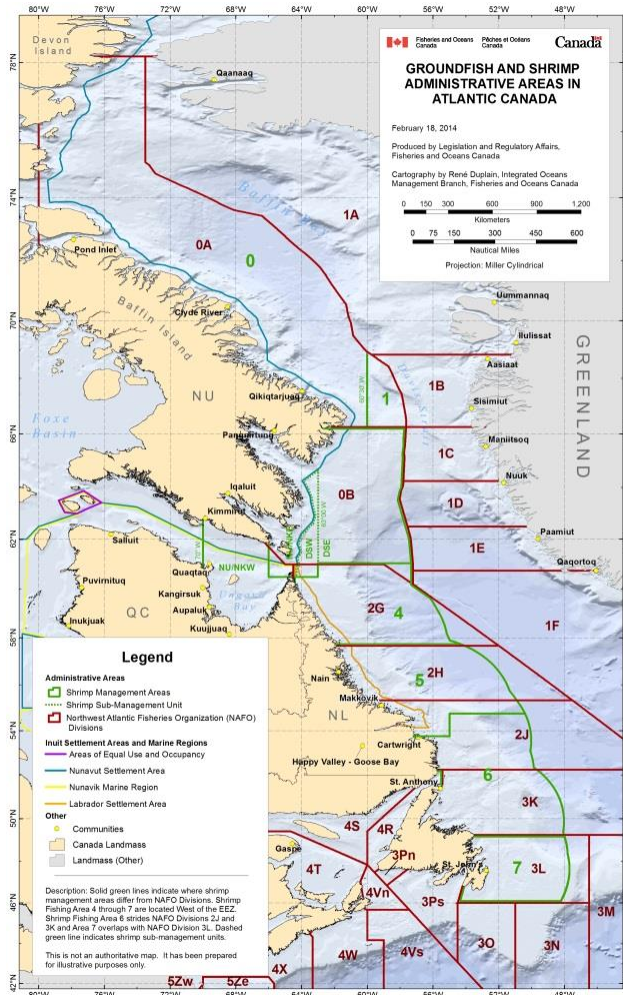 80°W 76°W 72°W 68°W 64°W 60°W 56°W 52°W 48°W
Devon
Island
78°N
Qaanaaq
Fisheries and Oceans
Canada
Pêches et Océans
Canada
Canada
GROUNDFISH AND SHRIMP
ADMINISTRATIVE AREAS IN
ATLANTIC CANADA
February 18, 2014
Produced by Legislation and Regulatory Affairs,
Fisheries and Oceans Canada
Cartography by René Duplain, Integrated Oceans
Management Branch, Fisheries and Oceans Canada
0 150 300 600 900 1,200
Kilometers
0 75 150 300 450 600
Nautical Miles
Projection: Miller Cylindrical
74°N
Baffin Bay
1A
0A
0
Pond Inlet
Baffin Island
Clyde River
70°N
Uummannaq
Ilulissat
Aasiaat
GREENLAND
1B
1
Sisimiut
NU
Qikiqtarjuaq
Foxe
Basin
66°N
Pangnirtung
Maniitsoq
1C
Iqaluit
0B
Nuuk
1D
Kimmirut
62°N
Salluit
DSW
DSE
Paamiut
1E
Quaqtaq
NU/NKW
Qaqortoq
Puvirnituq
Kangirsuk
Ungava
Bay
QC
Aupaluk
Inukjuak
Kuujjuaq
58°N
2G
4
1F
Nain
2H
5
Makkovik
NL
54°N
Cartwright
2J
Happy Valley - Goose Bay
6
St. Anthony
3K
50°N
4S
4R
Gaspe
3Pn
St. John's
7
3L
4T
4Vn
46°N
3Ps
3M
3O
3N
4W
4Vs
4X
42°N
5Zw
5Ze
Legend
Administrative Areas
Shrimp Management Areas
Shrimp Sub-Management Unit
Northwest Atlantic Fisheries Organization (NAFO)
Divisions
Inuit Settlement Areas and Marine Regions
Areas of Equal Use and Occupancy
Nunavut Settlement Area
Nunavik Marine Region
Labrador Settlement Area
Other
Communities
Canada Landmass
Landmass (Other)
Description: Solid green lines indicate where shrimp
management areas differ from NAFO Divisions. Shrimp
Fishing Area 4 through 7 are located West of the EEZ.
Shrimp Fishing Area 6 strides NAFO Divisions 2J and
3K and Area 7 overlaps with NAFO Division 3L. Dashed
green line indicates shrimp sub-management units.
This is not an authoritative map. It has been prepared
for illustrative purposes only.
80°W 76°W 72°W 68°W 64°W 60°W 56°W 52°W 48°W